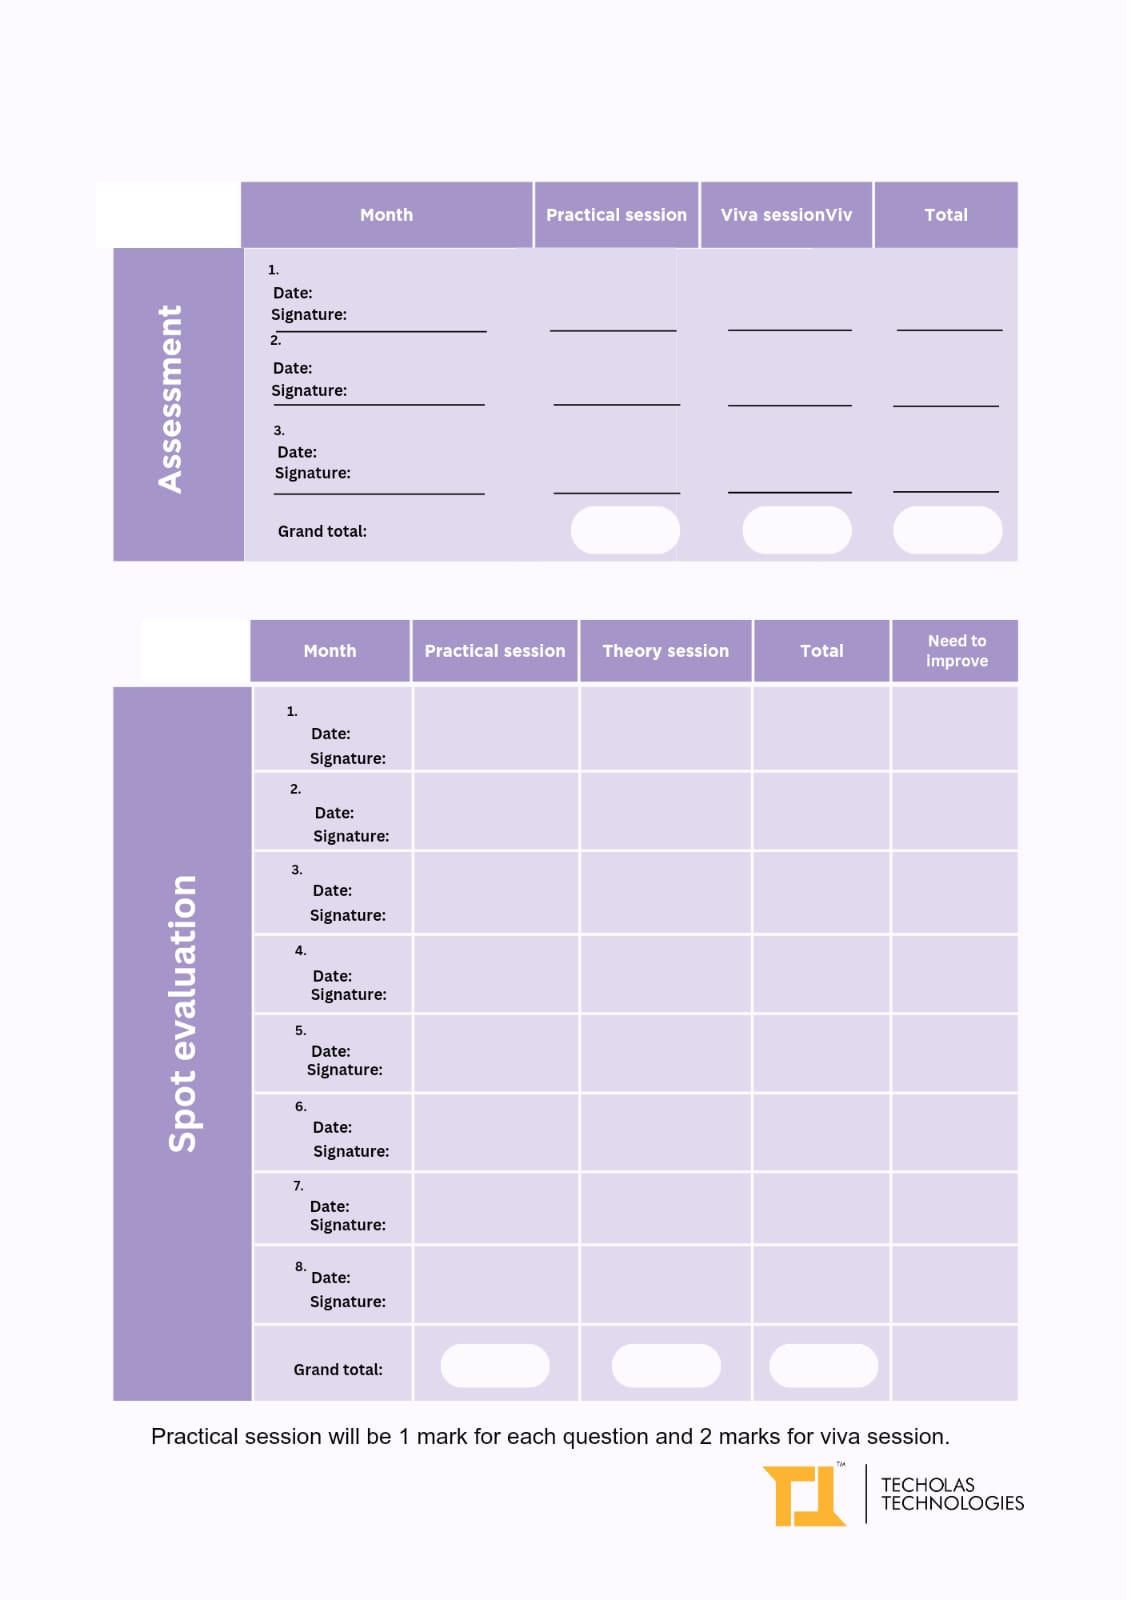 Month Practical session Viva sessionViv Total
Assessment
1.
Date:
Signature:
2.
Date:
Signature:
3.
Date:
Signature:
Grand total:
Month Practical session Theory session Total Need to
improve
Spot evaluation
1.
Date:
Signature:
2.
Date:
Signature:
3.
Date:
Signature:
4.
Date:
Signature:
5.
Date:
Signature:
6.
Date:
Signature:
7.
Date:
Signature:
8.
Date:
Signature:
Grand total:
Practical session will be 1 mark for each question and 2 marks for viva session.
TM
TECHOLAS
TECHNOLOGIES